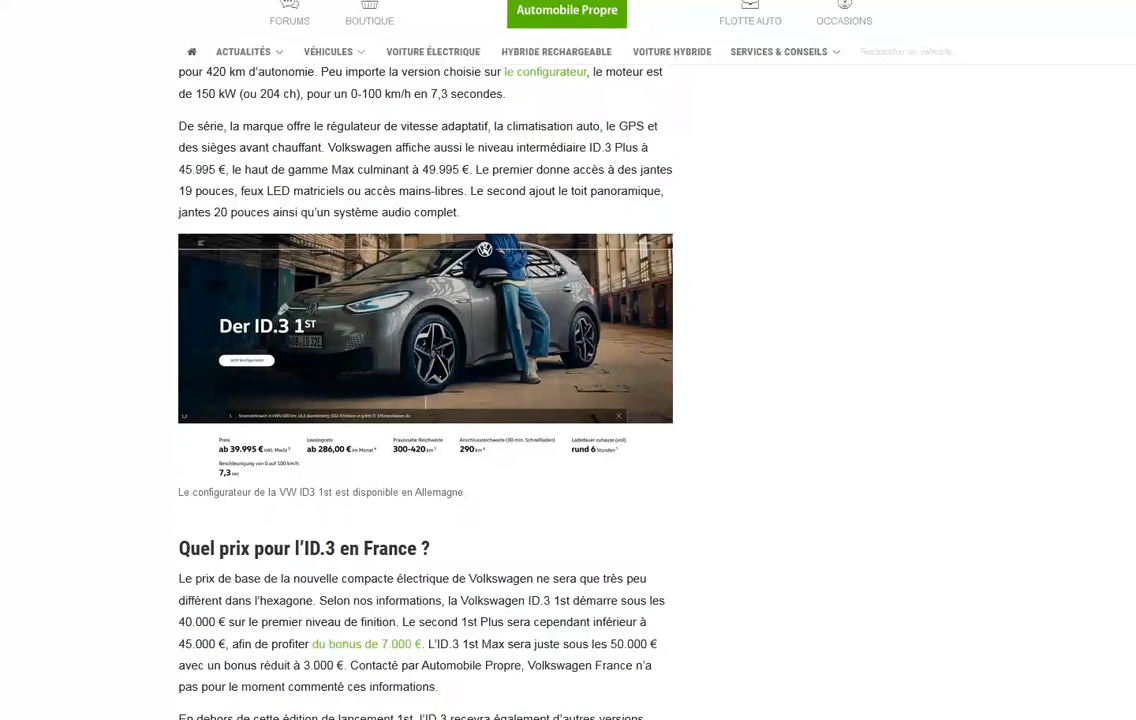 FORUMS
BOUTIQUE
Automobile Propre
FLOTTE AUTO
OCCASIONS
ACTUALITÉS
VÉHICULES
VOITURE ÉLECTRIQUE
HYBRIDE RECHARGEABLE
VOITURE HYBRIDE
SERVICES & CONSEILS
Rechercher un véhicule,
pour 420 km d’autonomie. Peu importe la version choisie sur le configurateur, le moteur est
de 150 kW (ou 204 ch), pour un 0-100 km/h en 7,3 secondes.
De série, la marque offre le régulateur de vitesse adaptatif, la climatisation auto, le GPS et
des sièges avant chauffant. Volkswagen affiche aussi le niveau intermédiaire ID.3 Plus à
45.995 €, le haut de gamme Max culminant à 49.995 €. Le premier donne accès à des jantes
19 pouces, feux LED matriciels ou accès mains-libres. Le second ajout le toit panoramique,
jantes 20 pouces ainsi qu’un système audio complet.
Der ID.3 1ST
Jetzt konfigurieren
Preis
ab 39.995 € inkl. MwSt
Leasingrate
ab 286,00 € im Monat
Praxisnahe Reichweite
300-420 km
Anschlussreichweite (30 min. Schnellladen)
290 km
Ladedauer zuhause (voll)
rund 6 Stunden
Beschleunigung von 0 auf 100 km/h
7,3 sec
Le configurateur de la VW ID3 1st est disponible en Allemagne
Quel prix pour l’ID.3 en France ?
Le prix de base de la nouvelle compacte électrique de Volkswagen ne sera que très peu
différent dans l’hexagone. Selon nos informations, la Volkswagen ID.3 1st démarre sous les
40.000 € sur le premier niveau de finition. Le second 1st Plus sera cependant inférieur à
45.000 €, afin de profiter du bonus de 7.000 €. L’ID.3 1st Max sera juste sous les 50.000 €
avec un bonus réduit à 3.000 €. Contacté par Automobile Propre, Volkswagen France n’a
pas pour le moment commenté ces informations.
En dehors de cette édition de lancement 1st, l’ID.3 recevra également d’autres versions